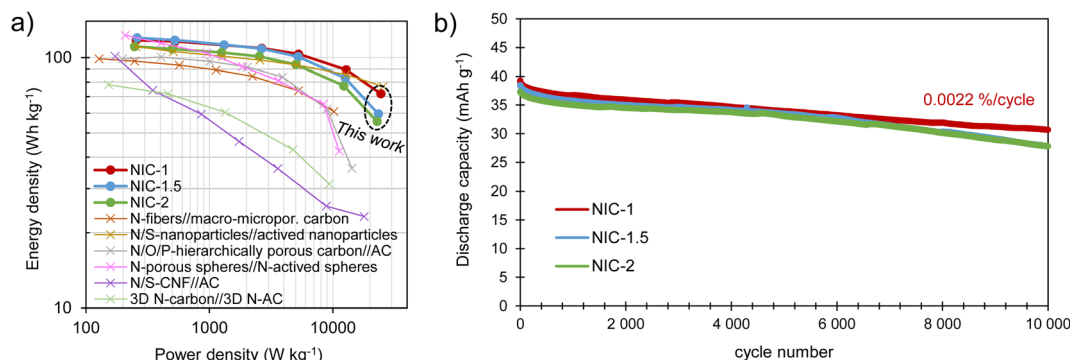 a)
Energy density (Wh kg⁻¹)
100
10
This work
NIC-1
NIC-1.5
NIC-2
N-fibers//macro-micropor. carbon
N/S-nanoparticles//actived nanoparticles
N/O/P-hierarchically porous carbon//AC
N-porous spheres//N-actived spheres
N/S-CNF//AC
3D N-carbon//3D N-AC
100 1000 10000
Power density (W kg⁻¹)
b)
Discharge capacity (mAh g⁻¹)
50
45
40
35
30
25
20
15
10
5
0
0.0022 %/cycle
NIC-1
NIC-1.5
NIC-2
0 2 000 4 000 6 000 8 000 10 000
cycle number